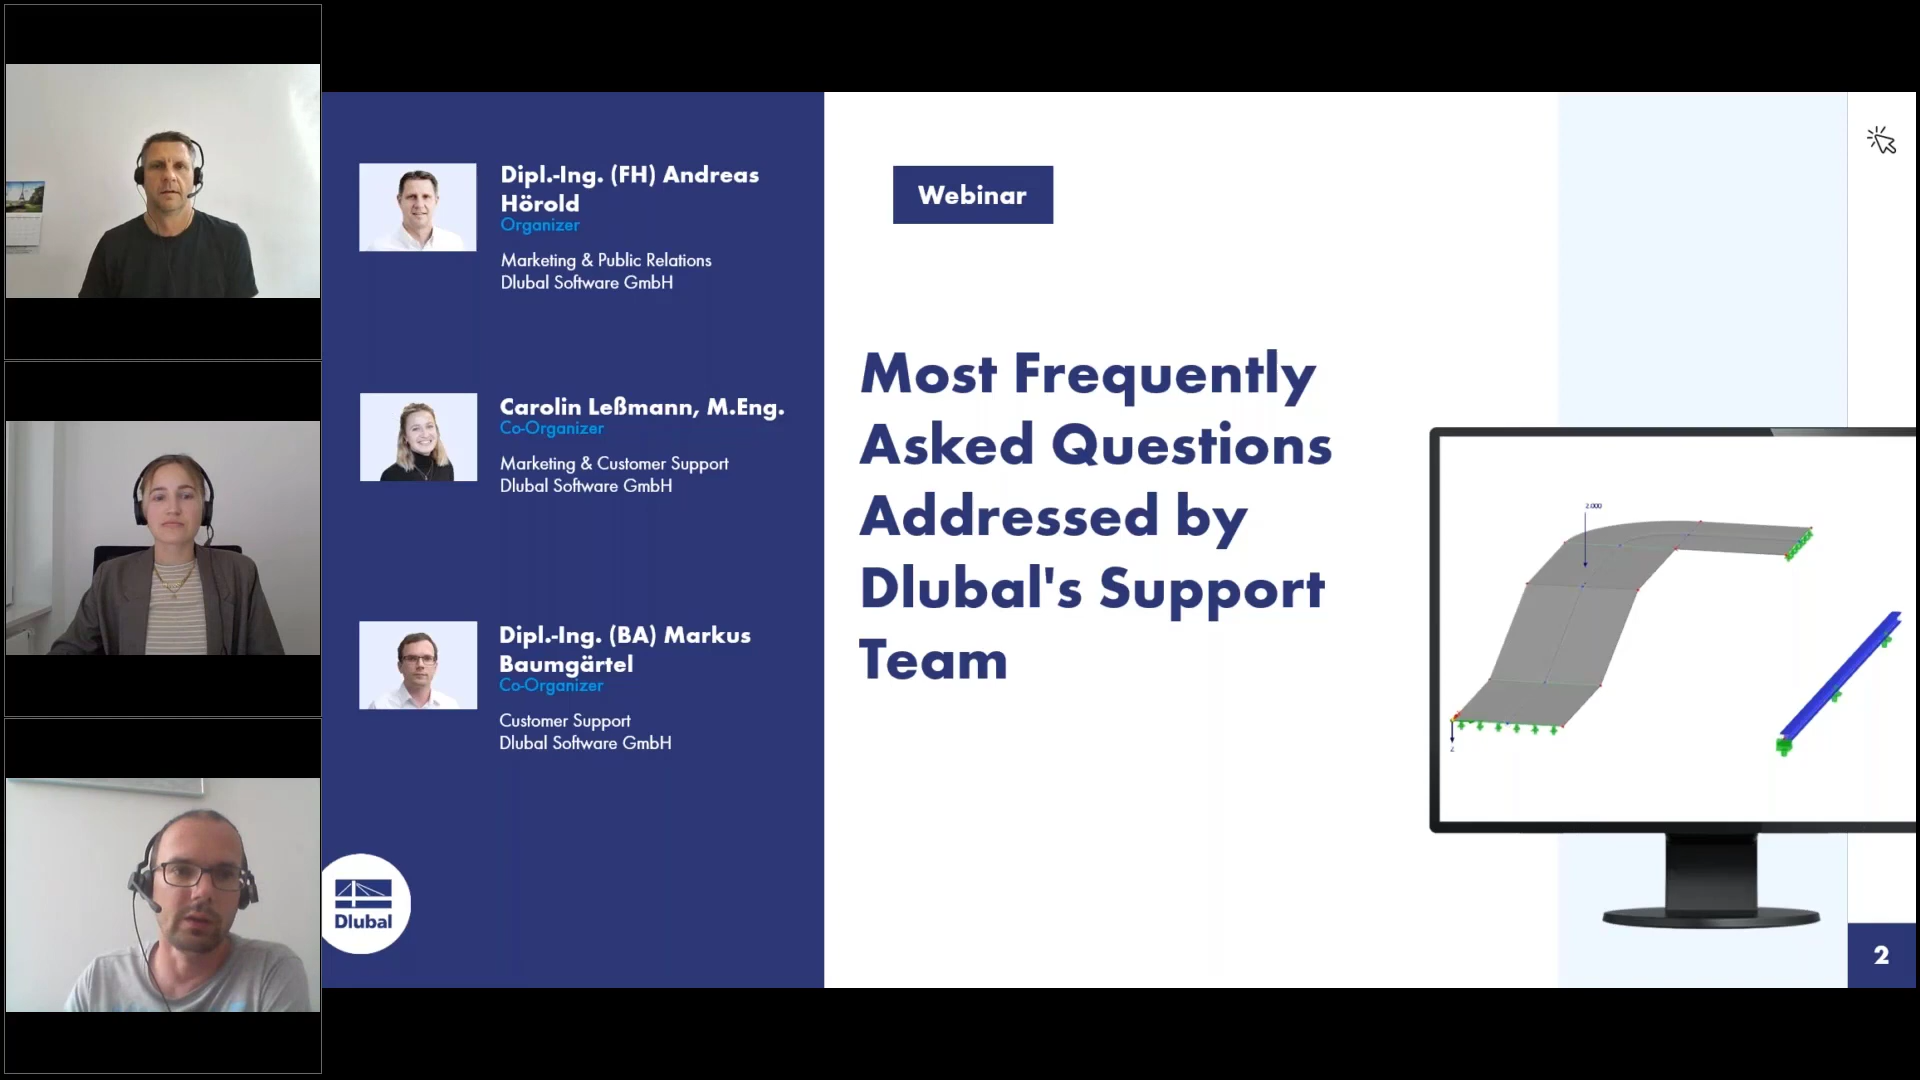 Dipl.-Ing. (FH) Andreas
Hörold
Organizer
Marketing & Public Relations
Dlubal Software GmbH
Carolin Leßmann, M.Eng.
Co-Organizer
Marketing & Customer Support
Dlubal Software GmbH
Dipl.-Ing. (BA) Markus
Baumgärtel
Co-Organizer
Customer Support
Dlubal Software GmbH
Dlubal
Webinar
Most Frequently
Asked Questions
Addressed by
Dlubal's Support
Team
2.000
Z
2